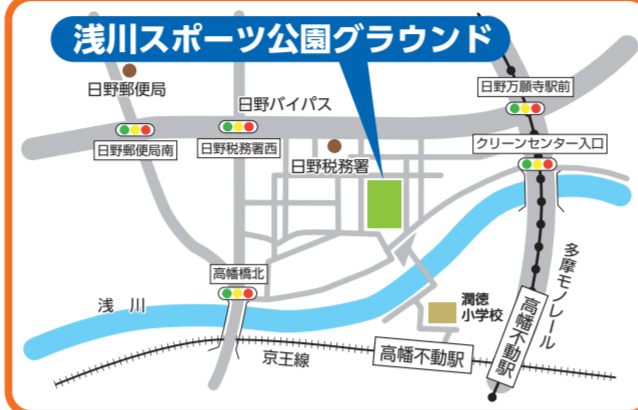 浅川スポーツ公園グラウンド
日野郵便局
日野バイパス
日野万願寺駅前
日野郵便局南
日野税務署西
日野税務署
クリーンセンター入口
高幡橋北
浅川
潤徳
小学校
多摩モノレール
高幡不動駅
京王線
高幡不動駅